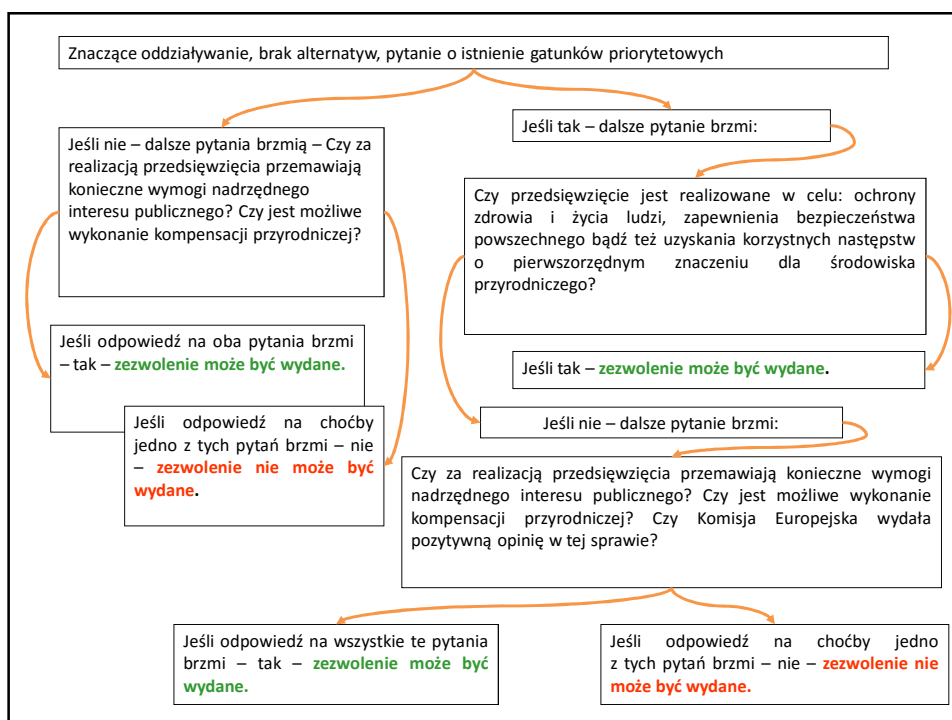 Znaczące oddziaływanie, brak alternatyw, pytanie o istnienie gatunków priorytetowych
Jeśli nie – dalsze pytania brzmią – Czy za
realizacją przedsięwzięcia przemawiają
konieczne wymogi nadrzędnego
interesu publicznego? Czy jest możliwe
wykonanie kompensacji przyrodniczej?
Jeśli odpowiedź na oba pytania brzmi
– tak – zezwolenie może być wydane.
Jeśli odpowiedź na choćby
jedno z tych pytań brzmi – nie
– zezwolenie nie może być
wydane.
Jeśli tak – dalsze pytanie brzmi:
Czy przedsięwzięcie jest realizowane w celu: ochrony
zdrowia i życia ludzi, zapewnienia bezpieczeństwa
powszechnego bądź też uzyskania korzystnych następstw
o pierwszorzędnym znaczeniu dla środowiska
przyrodniczego?
Jeśli tak – zezwolenie może być wydane.
Jeśli nie – dalsze pytanie brzmi:
Czy za realizacją przedsięwzięcia przemawiają konieczne wymogi
nadrzędnego interesu publicznego? Czy jest możliwe wykonanie
kompensacji przyrodniczej? Czy Komisja Europejska wydała
pozytywną opinię w tej sprawie?
Jeśli odpowiedź na wszystkie te pytania
brzmi – tak – zezwolenie może być
wydane.
Jeśli odpowiedź na choćby jedno
z tych pytań brzmi – nie – zezwolenie nie
może być wydane.